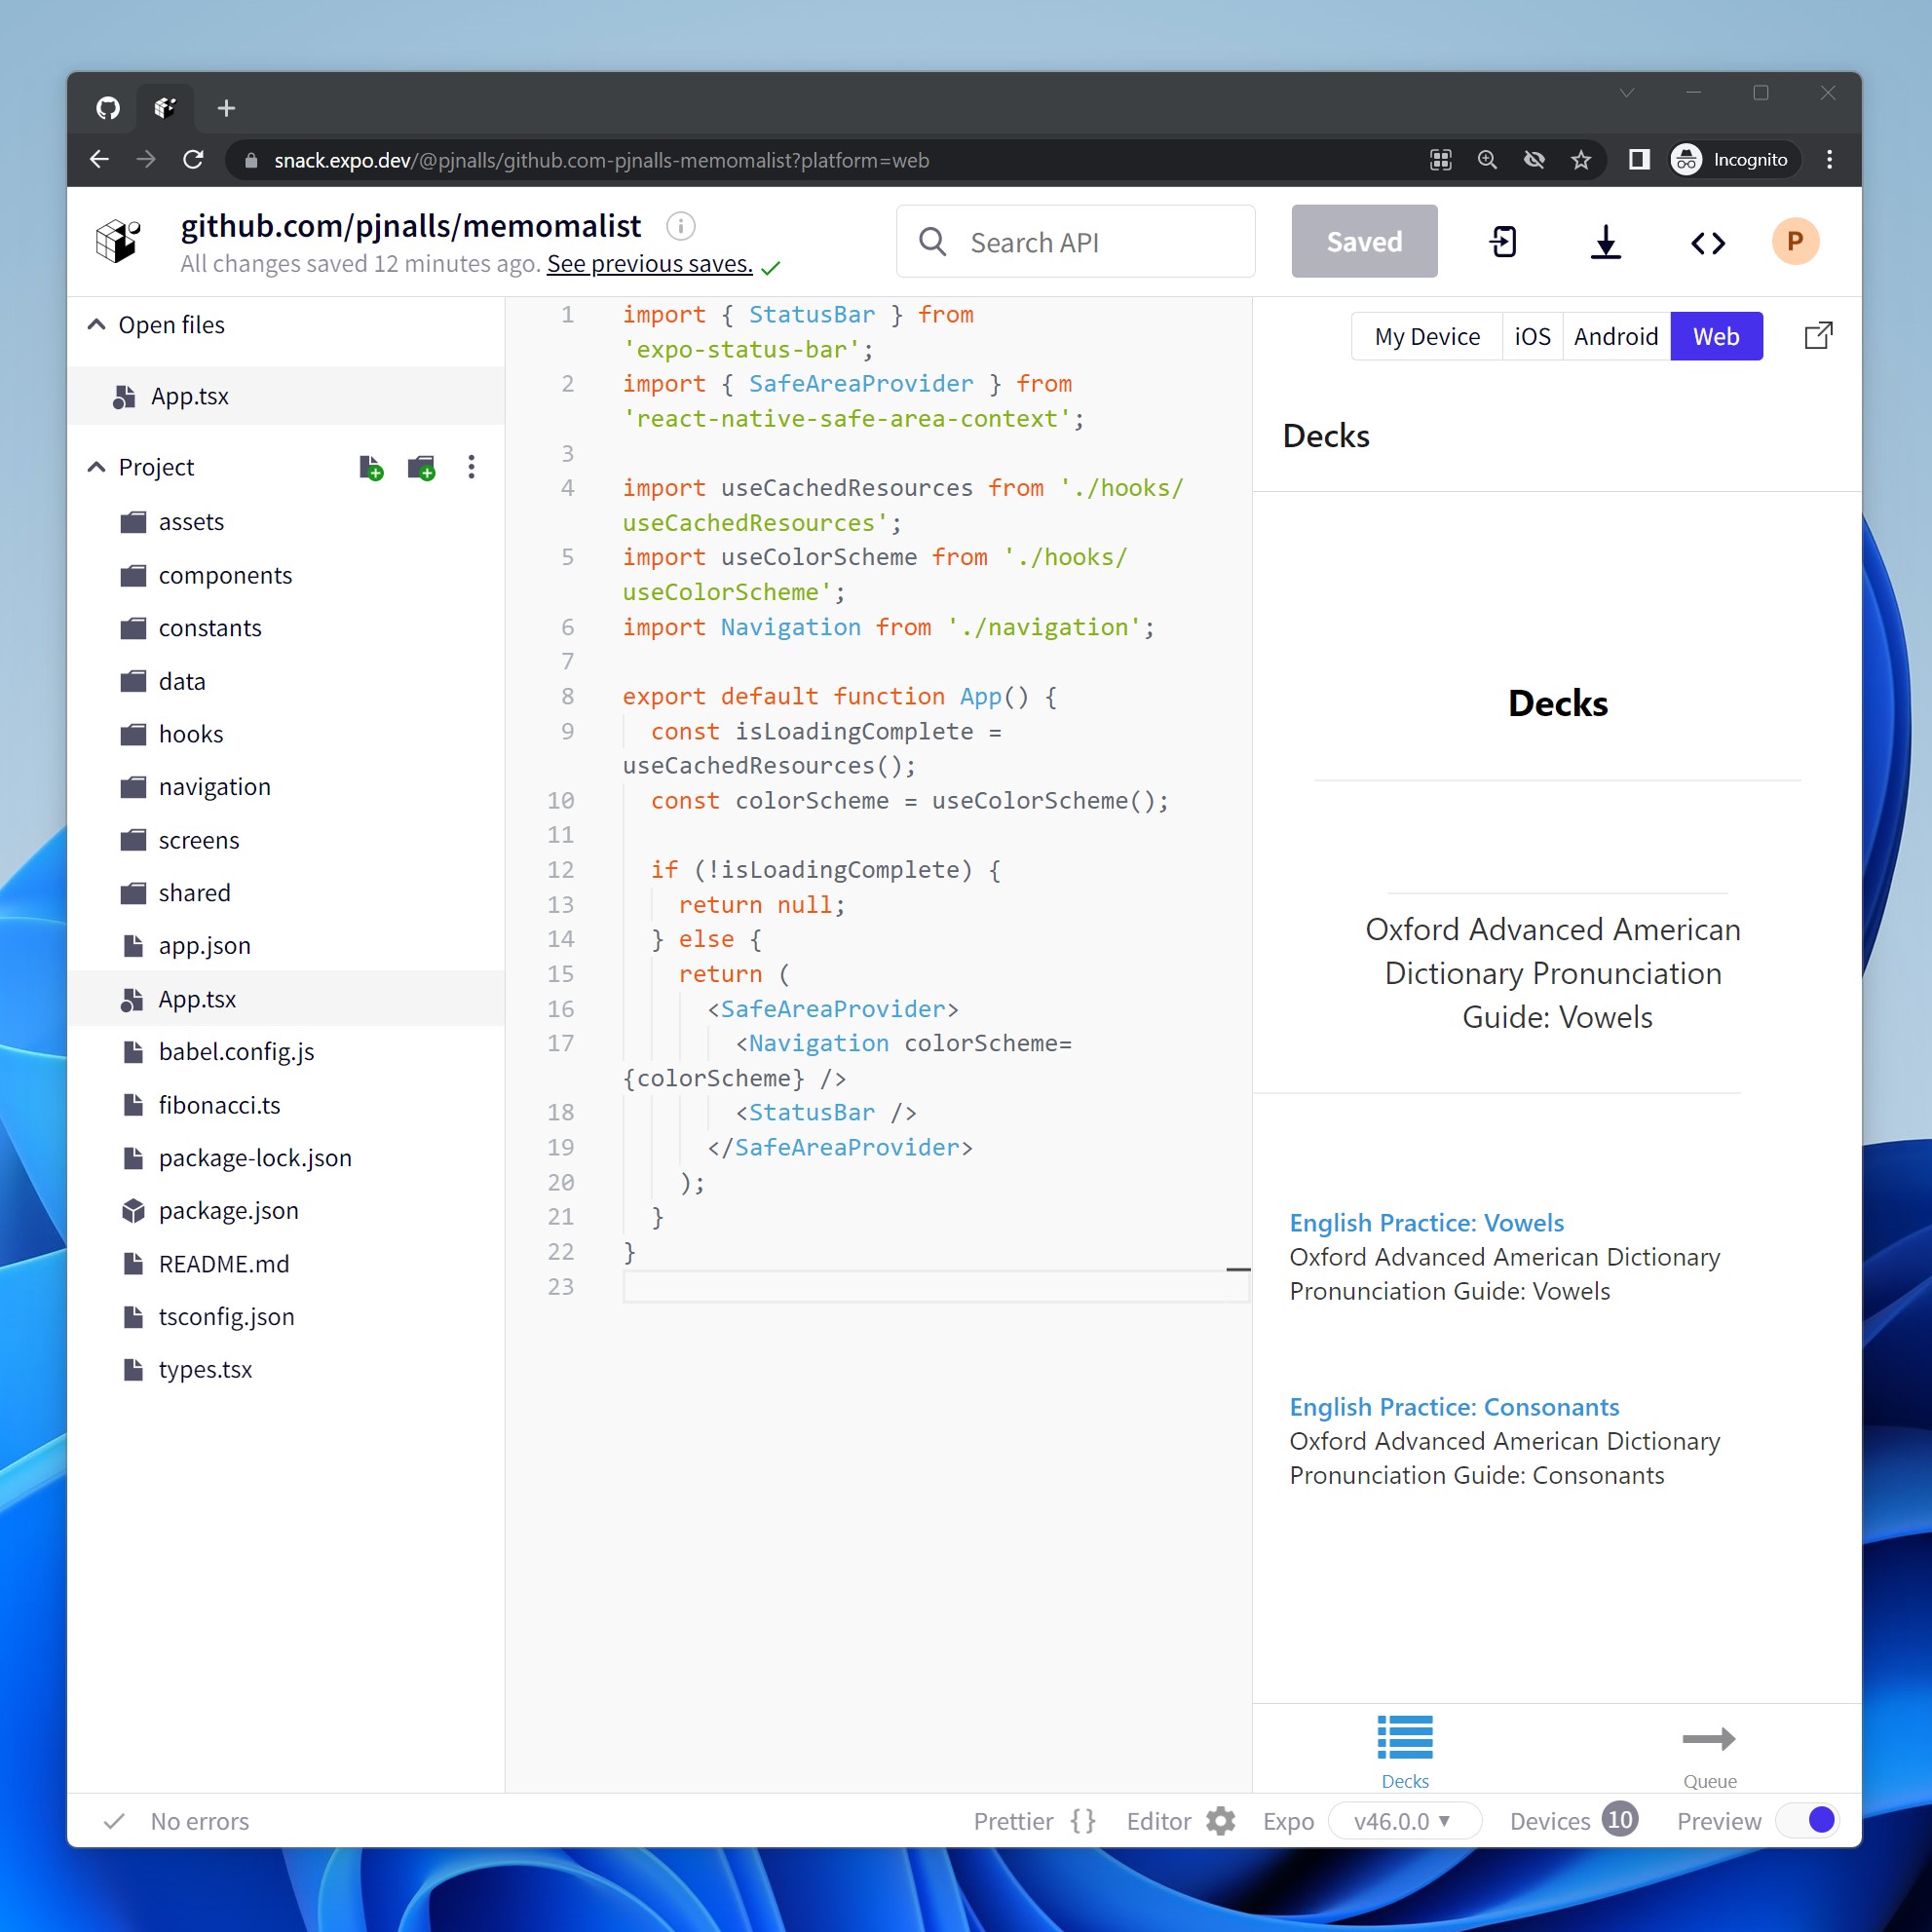 snack.expo.dev/@pjnalls/github.com-pjnalls-memomalist?platform=web
Incognito
github.com/pjnalls/memomalist
All changes saved 12 minutes ago. See previous saves.
Search API
Saved
P
Open files
App.tsx
Project
assets
components
constants
data
hooks
navigation
screens
shared
app.json
App.tsx
babel.config.js
fibonacci.ts
package-lock.json
package.json
README.md
tsconfig.json
types.tsx
1 import { StatusBar } from
'expo-status-bar';
2 import { SafeAreaProvider } from
'react-native-safe-area-context';
3
4 import useCachedResources from './hooks/
useCachedResources';
5 import useColorScheme from './hooks/
useColorScheme';
6 import Navigation from './navigation';
7
8 export default function App() {
9 const isLoadingComplete =
useCachedResources();
10 const colorScheme = useColorScheme();
11
12 if (!isLoadingComplete) {
13 return null;
14 } else {
15 return (
16 <SafeAreaProvider>
17 <Navigation colorScheme=
{colorScheme} />
18 <StatusBar />
19 </SafeAreaProvider>
20 );
21 }
22 }
23
My Device iOS Android Web
Decks
Decks
Oxford Advanced American
Dictionary Pronunciation
Guide: Vowels
English Practice: Vowels
Oxford Advanced American Dictionary
Pronunciation Guide: Vowels
English Practice: Consonants
Oxford Advanced American Dictionary
Pronunciation Guide: Consonants
Decks
Queue
No errors
Prettier {} Editor Expo v46.0.0 ▼ Devices 10 Preview